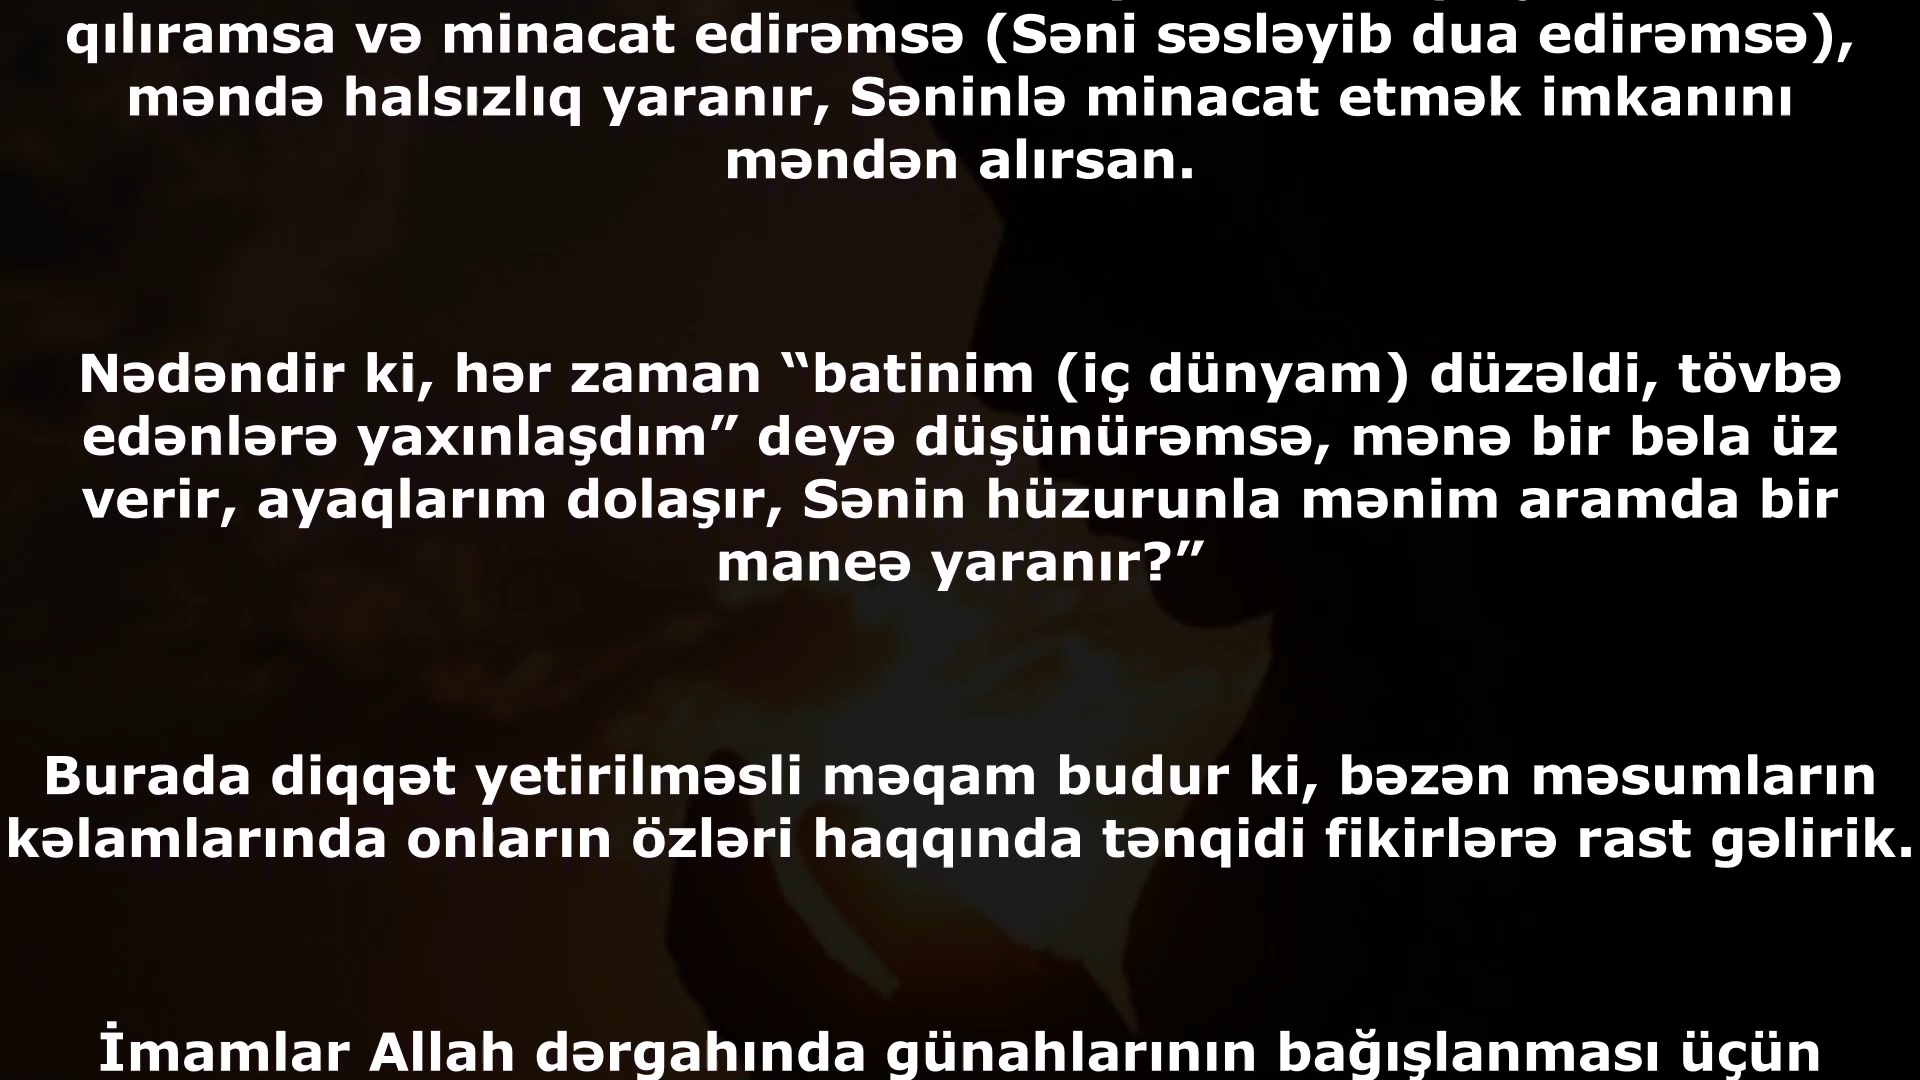 qılıramsa və minacat edirəmsə (Səni səsləyib dua edirəmsə),
məndə halsızlıq yaranır, Səninlə minacat etmək imkanını
məndən alırsan.
Nədəndir ki, hər zaman “batinim (iç dünyam) düzəldi, tövbə
edənlərə yaxınlaşdım” deyə düşünürəmsə, mənə bir bəla üz
verir, ayaqlarım dolaşır, Sənin hüzurunla mənim aramda bir
maneə yaranır?”
Burada diqqət yetirilməsli məqam budur ki, bəzən məsumların
kəlamlarında onların özləri haqqında tənqidi fikirlərə rast gəlirik.
İmamlar Allah dərgahında günahlarının bağışlanması üçün